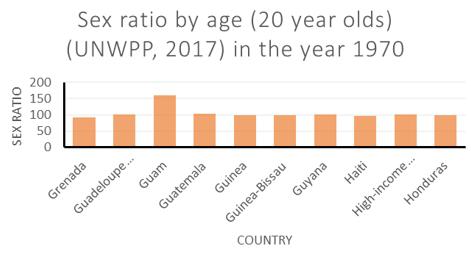 Sex ratio by age (20 year olds)
(UNWPP, 2017) in the year 1970
200
150
100
50
0
SEX RATIO
Grenada
Guadeloupe...
Guam
Guatemala
Guinea
Guinea-Bissau
Guyana
Haiti
High-income...
Honduras
COUNTRY